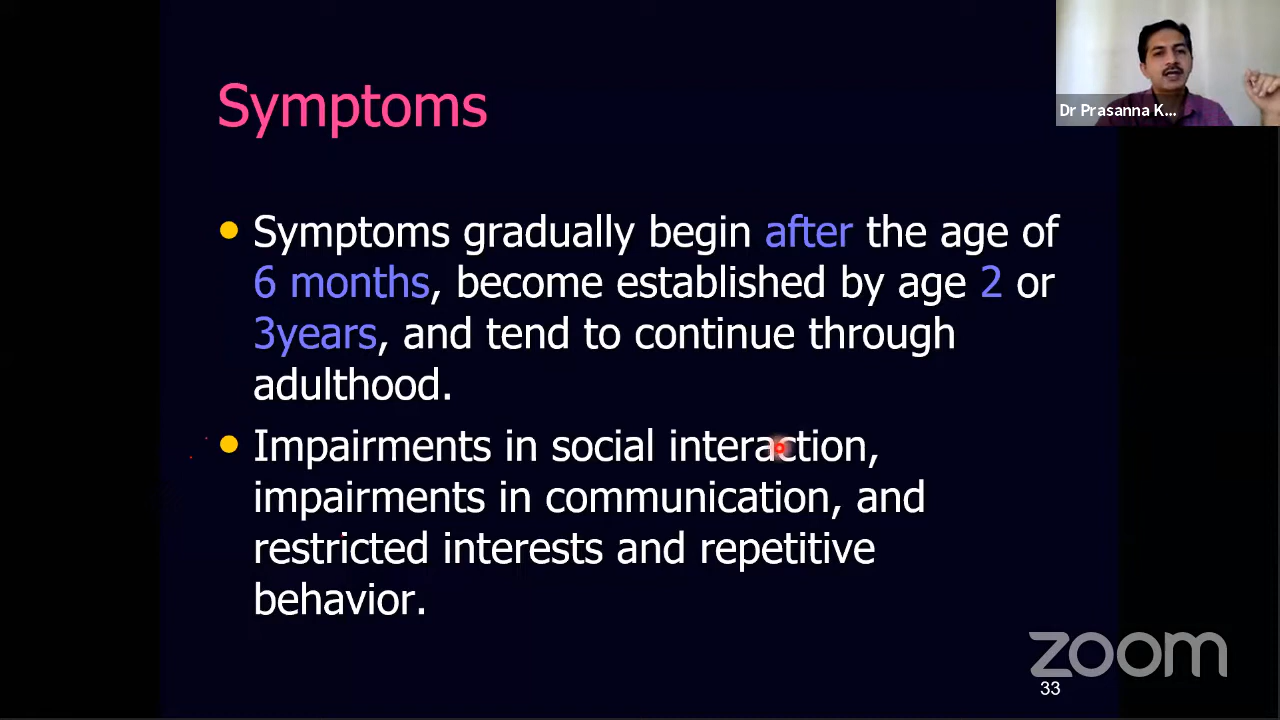 Symptoms
Dr Prasanna K...
• Symptoms gradually begin after the age of
6 months, become established by age 2 or
3years, and tend to continue through
adulthood.
• Impairments in social interaction,
impairments in communication, and
restricted interests and repetitive
behavior.
zoom
33